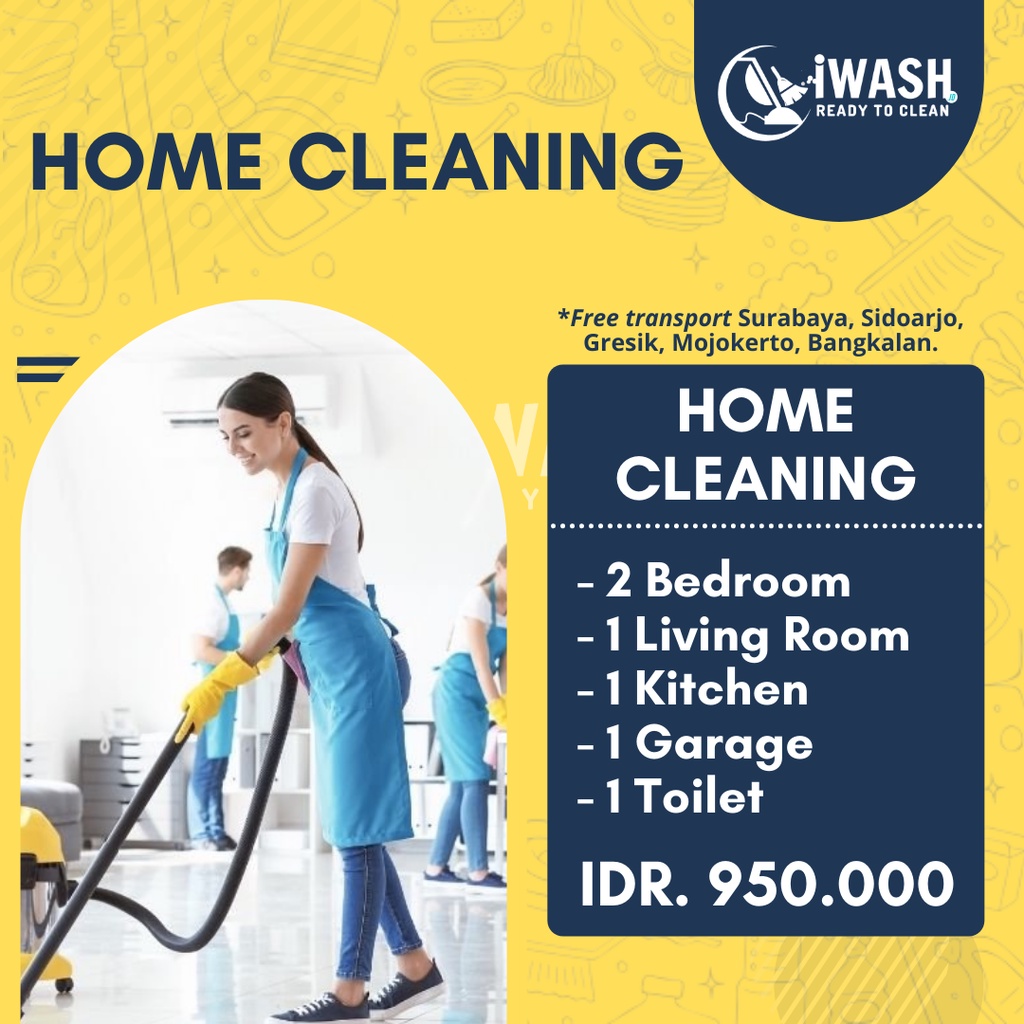 iWASH
READY TO CLEAN
HOME CLEANING
*Free transport Surabaya, Sidoarjo,
Gresik, Mojokerto, Bangkalan.
HOME
CLEANING
- 2 Bedroom
- 1 Living Room
- 1 Kitchen
- 1 Garage
- 1 Toilet
IDR. 950.000